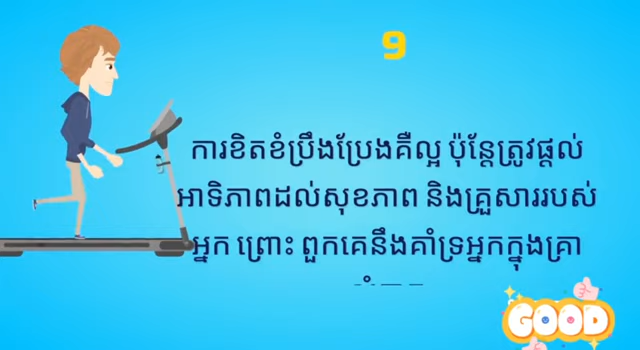 9
ការខិតខំប្រឹងប្រែងគឺល្អ ប៉ុន្តែត្រូវផ្តល់
អាទិភាពដល់សុខភាព និងគ្រួសាររបស់
អ្នក ព្រោះ ពួកគេនឹងគាំទ្រអ្នកក្នុងគ្រា
GOOD